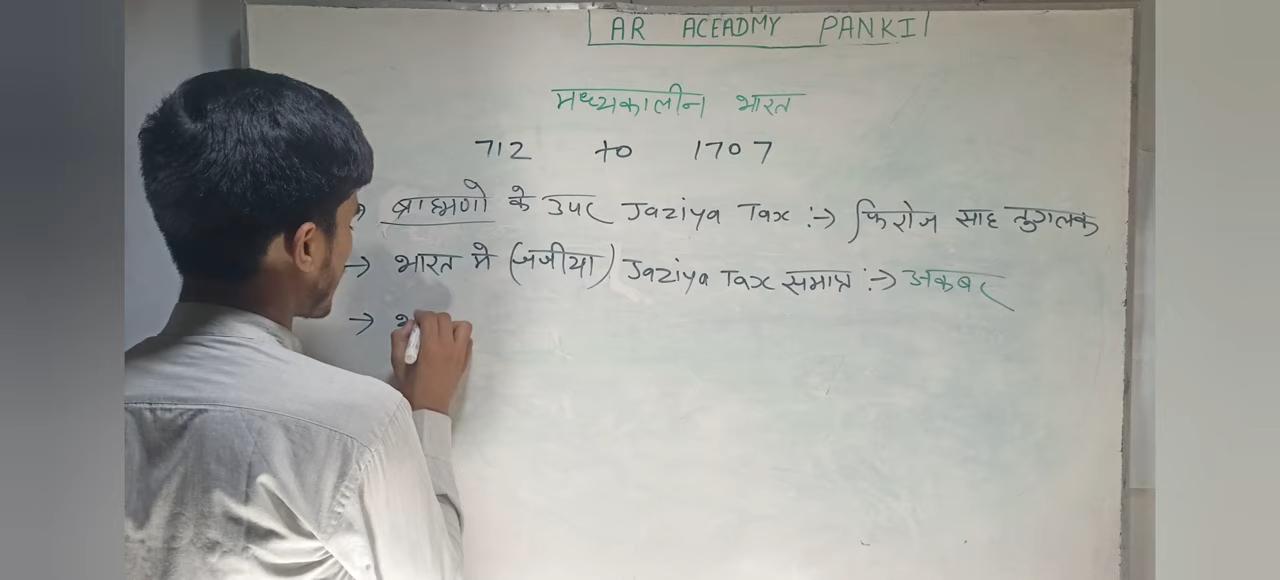 AR ACEADMY PANKI
मध्यकालीन भारत
712 to 1707
ब्राह्मणो के उपर Jaziya Tax :→ फिरोज साह तुगलक
→ भारत मे (जजीया) Jaziya Tax समाप्त :→ अकबर
→ भ